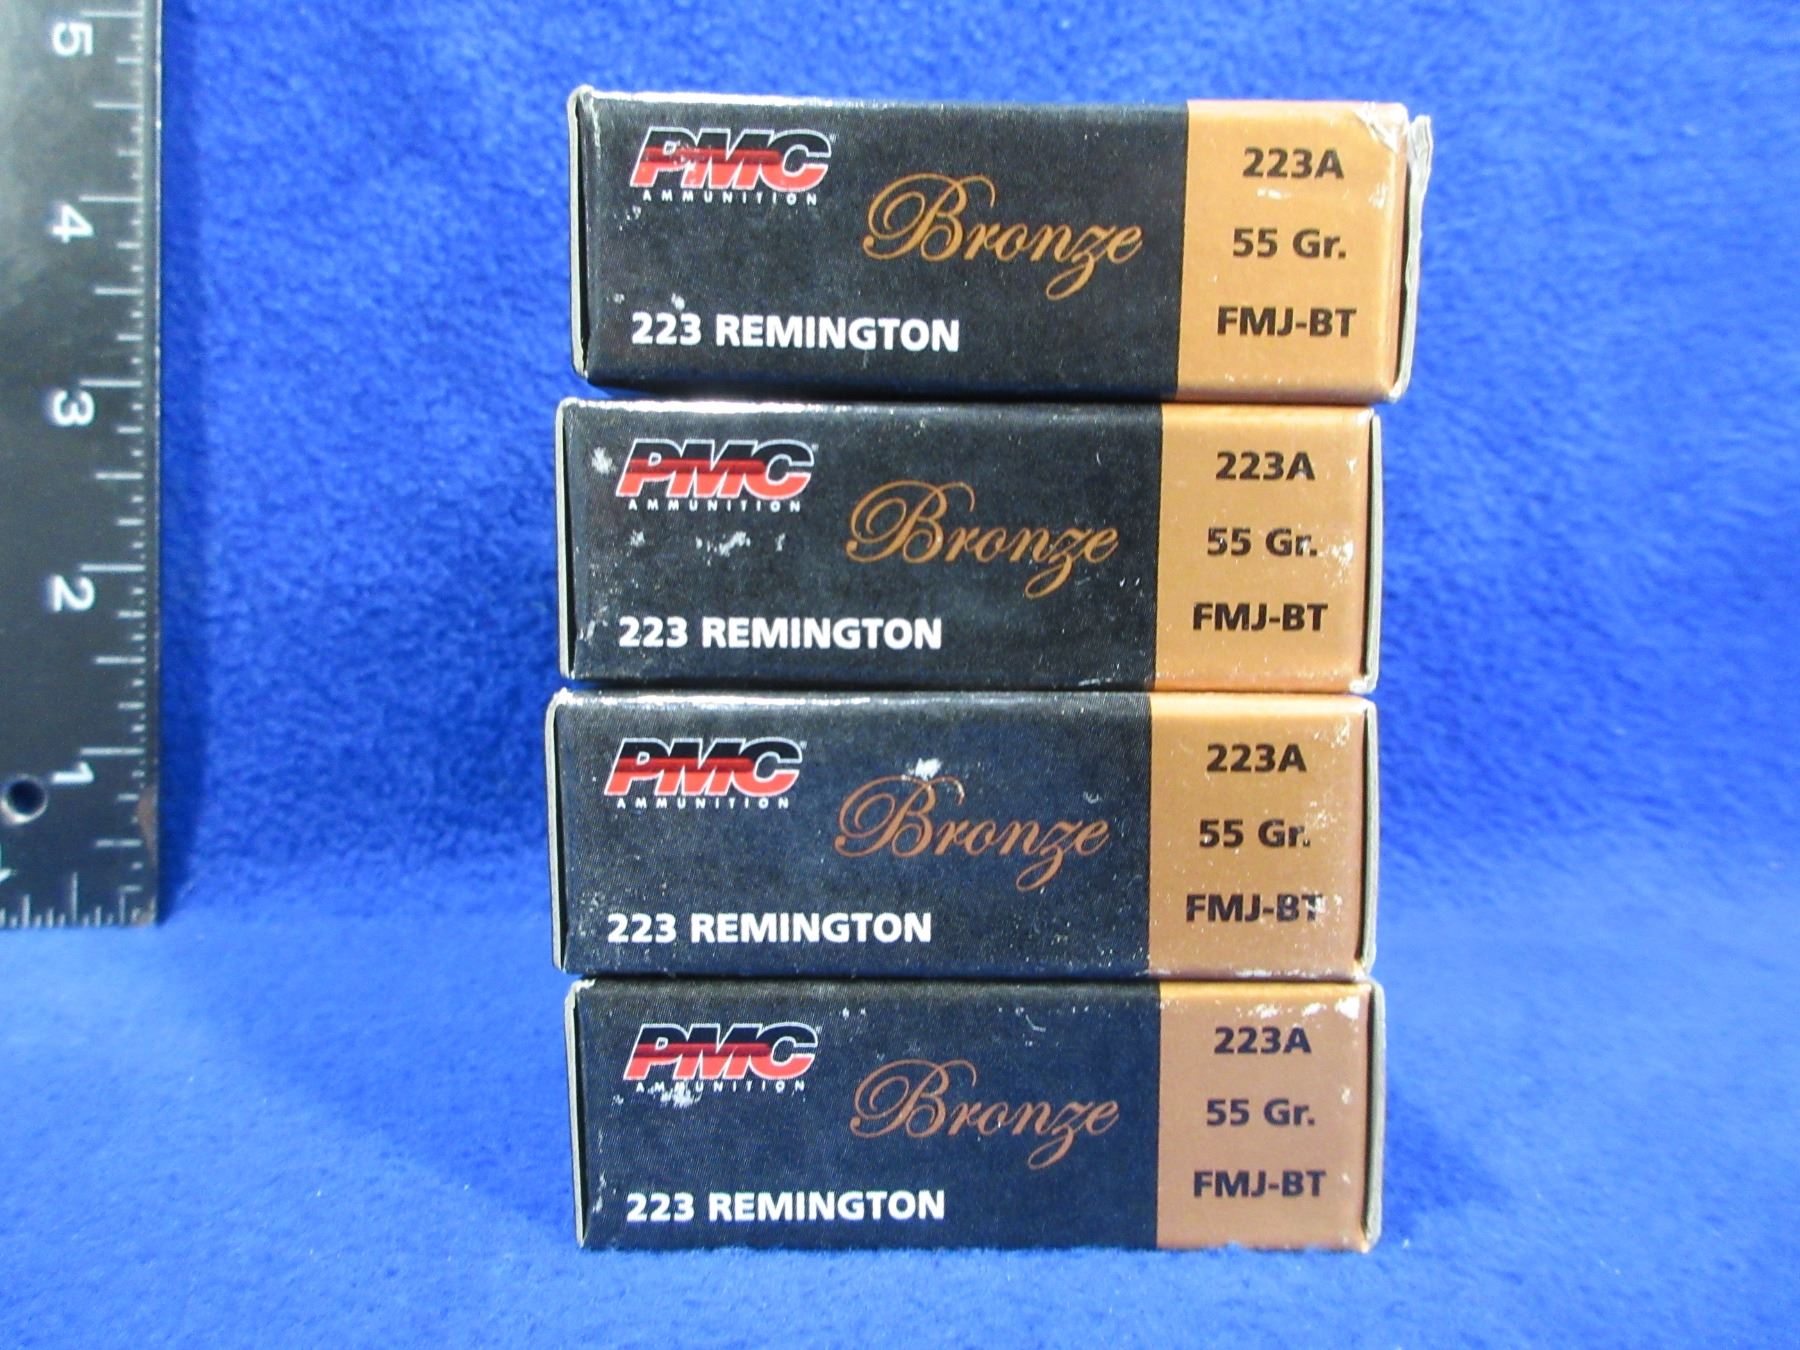 5
4
3
2
1
PMC
AMMUNITION
Bronze
223 REMINGTON
223A
55 Gr.
FMJ-BT
PMC
AMMUNITION
Bronze
223 REMINGTON
223A
55 Gr.
FMJ-BT
PMC
AMMUNITION
Bronze
223 REMINGTON
223A
55 Gr.
FMJ-BT
PMC
AMMUNITION
Bronze
223 REMINGTON
223A
55 Gr.
FMJ-BT